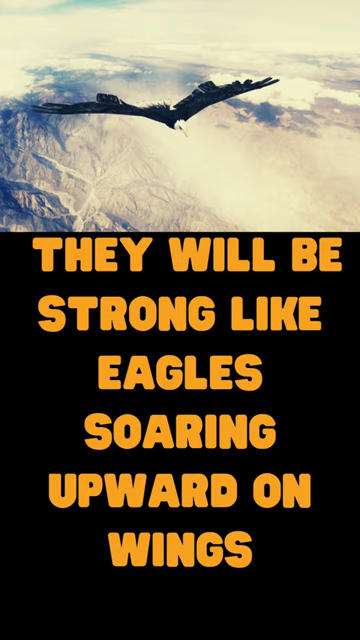 THEY WILL BE
STRONG LIKE
EAGLES
SOARING
UPWARD ON
WINGS